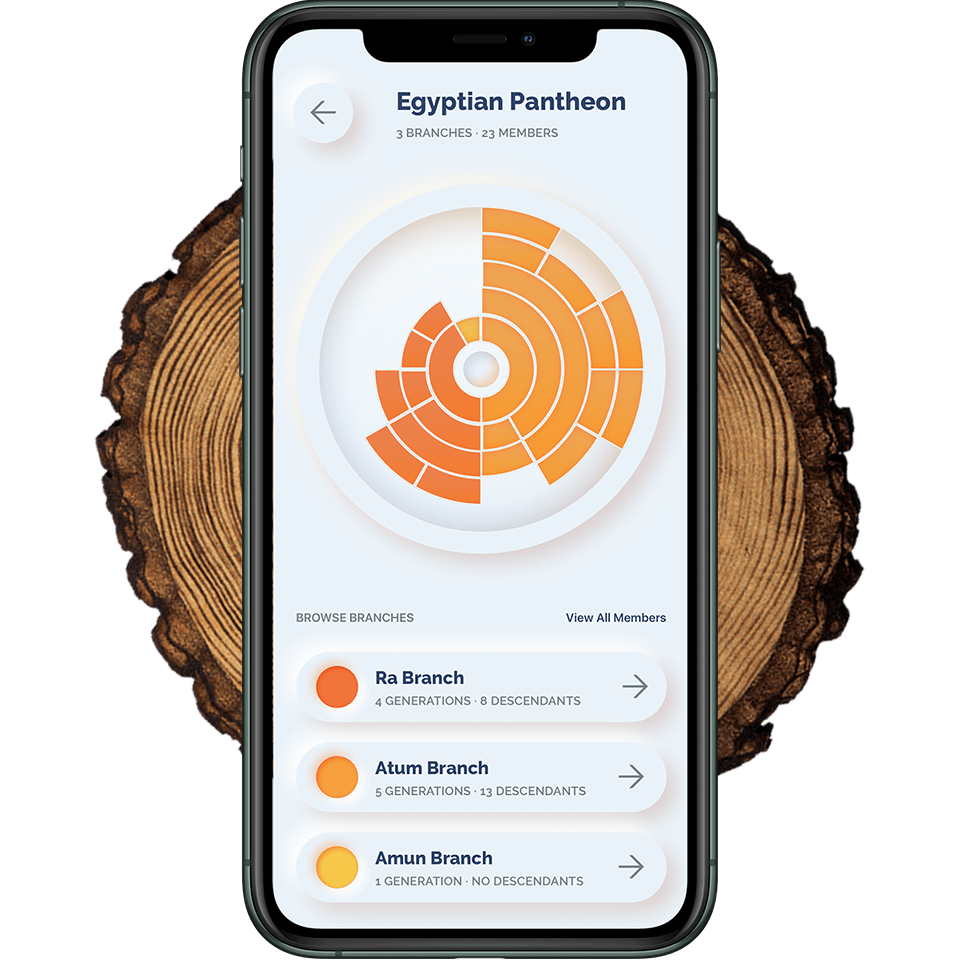 Egyptian Pantheon
3 BRANCHES · 23 MEMBERS
BROWSE BRANCHES
View All Members
Ra Branch
4 GENERATIONS · 8 DESCENDANTS
Atum Branch
5 GENERATIONS · 13 DESCENDANTS
Amun Branch
1 GENERATION · NO DESCENDANTS